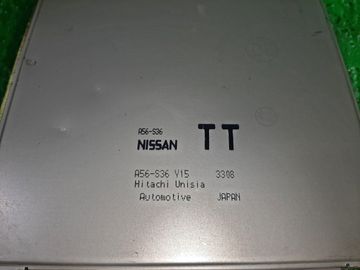 A56-S36
NISSAN TT
A56-S36 V15 3308
Hitachi Unisia
Automotive JAPAN